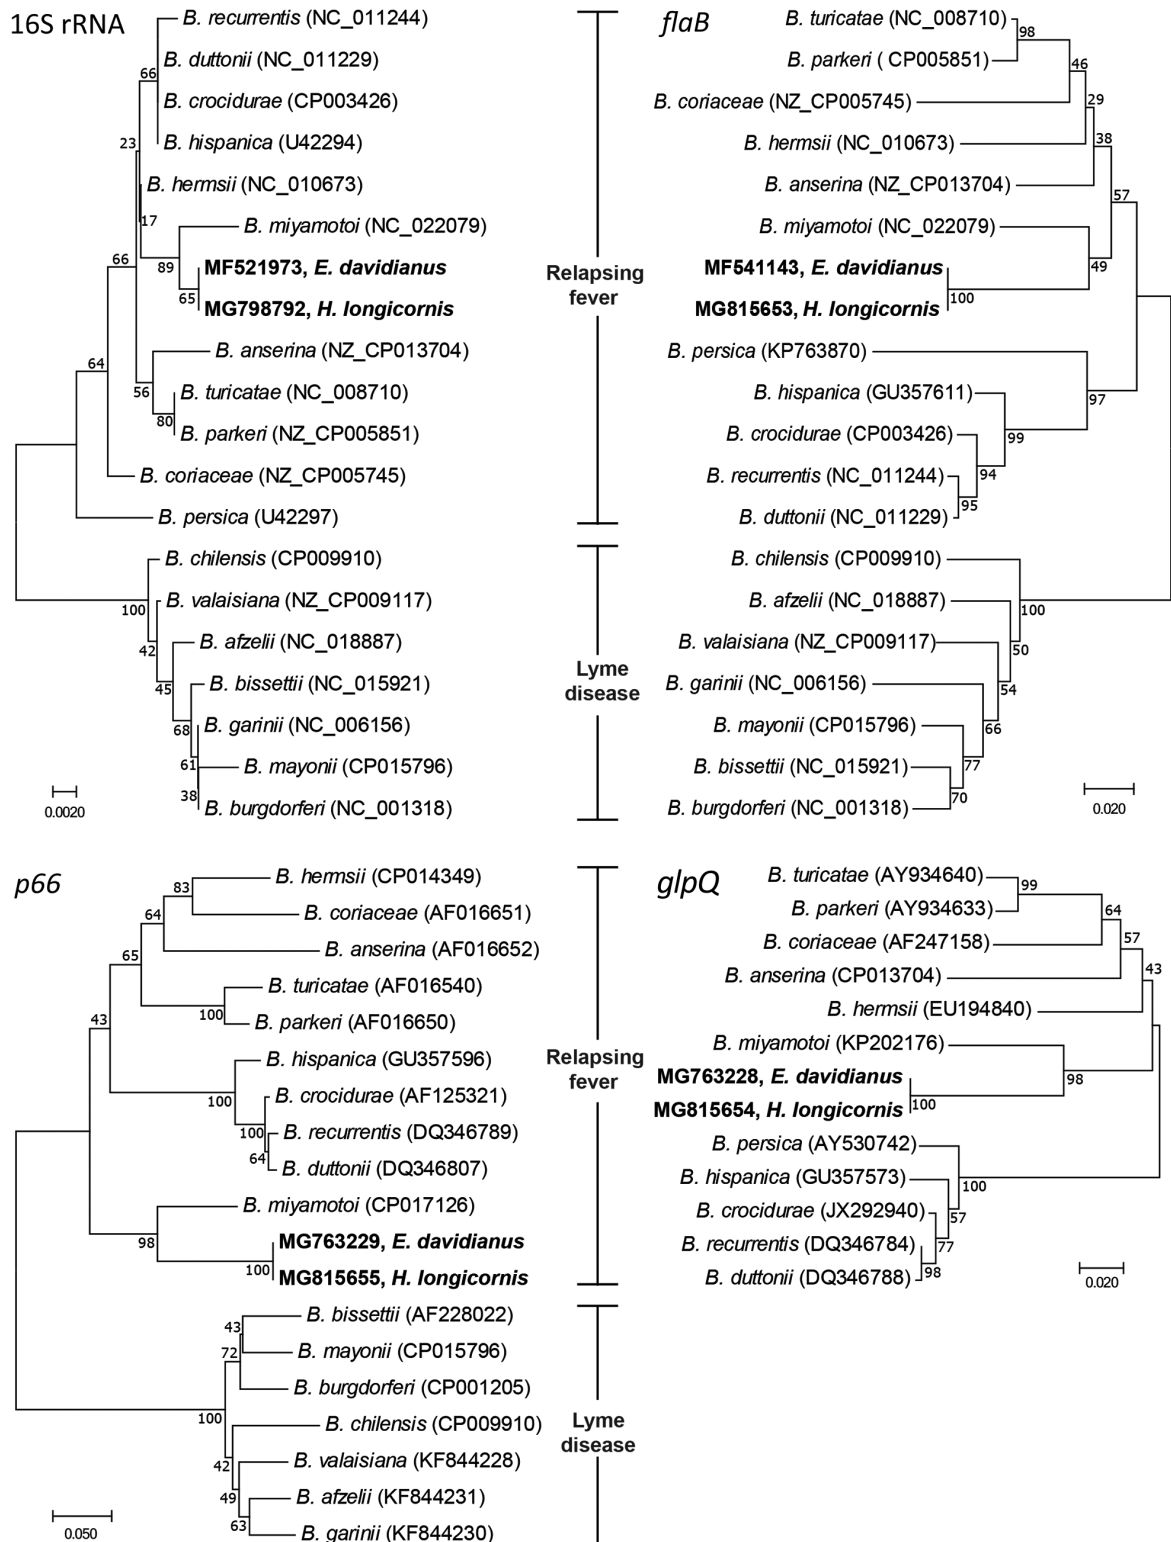 16S rRNA
B. recurrentis (NC_011244)
B. duttonii (NC_011229)
B. crocidurae (CP003426)
B. hispanica (U42294)
B. hermsii (NC_010673)
B. miyamotoi (NC_022079)
MF521973, E. davidianus
MG798792, H. longicornis
B. anserina (NZ_CP013704)
B. turicatae (NC_008710)
B. parkeri (NZ_CP005851)
B. coriaceae (NZ_CP005745)
B. persica (U42297)
B. chilensis (CP009910)
B. valaisiana (NZ_CP009117)
B. afzelii (NC_018887)
B. bissettii (NC_015921)
B. garinii (NC_006156)
B. mayonii (CP015796)
B. burgdorferi (NC_001318)
66
23
17
66
89
65
64
56
80
100
42
45
68
61
38
0.0020
Relapsing
fever
Lyme
disease
flaB
B. turicatae (NC_008710)
B. parkeri ( CP005851)
B. coriaceae (NZ_CP005745)
B. hermsii (NC_010673)
B. anserina (NZ_CP013704)
B. miyamotoi (NC_022079)
MF541143, E. davidianus
MG815653, H. longicornis
B. persica (KP763870)
B. hispanica (GU357611)
B. crocidurae (CP003426)
B. recurrentis (NC_011244)
B. duttonii (NC_011229)
B. chilensis (CP009910)
B. afzelii (NC_018887)
B. valaisiana (NZ_CP009117)
B. garinii (NC_006156)
B. mayonii (CP015796)
B. bissettii (NC_015921)
B. burgdorferi (NC_001318)
98
46
29
38
57
49
100
97
99
94
95
100
50
54
66
77
70
0.020
p66
B. hermsii (CP014349)
B. coriaceae (AF016651)
B. anserina (AF016652)
B. turicatae (AF016540)
B. parkeri (AF016650)
B. hispanica (GU357596)
B. crocidurae (AF125321)
B. recurrentis (DQ346789)
B. duttonii (DQ346807)
B. miyamotoi (CP017126)
MG763229, E. davidianus
MG815655, H. longicornis
B. bissettii (AF228022)
B. mayonii (CP015796)
B. burgdorferi (CP001205)
B. chilensis (CP009910)
B. valaisiana (KF844228)
B. afzelii (KF844231)
B. garinii (KF844230)
83
64
65
100
43
100
100
64
98
100
43
72
100
42
49
63
0.050
Relapsing
fever
Lyme
disease
glpQ
B. turicatae (AY934640)
B. parkeri (AY934633)
B. coriaceae (AF247158)
B. anserina (CP013704)
B. hermsii (EU194840)
B. miyamotoi (KP202176)
MG763228, E. davidianus
MG815654, H. longicornis
B. persica (AY530742)
B. hispanica (GU357573)
B. crocidurae (JX292940)
B. recurrentis (DQ346784)
B. duttonii (DQ346788)
99
64
57
43
98
100
100
57
77
98
0.020